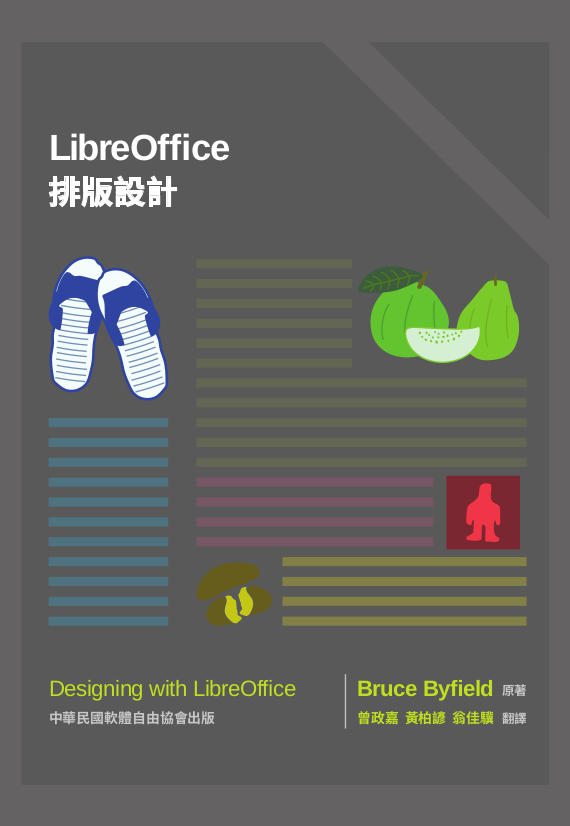 LibreOffice
排版設計
Designing with LibreOffice
中華民國軟體自由協會出版
Bruce Byfield 原著
曾政嘉 黃柏諺 翁佳驥 翻譯